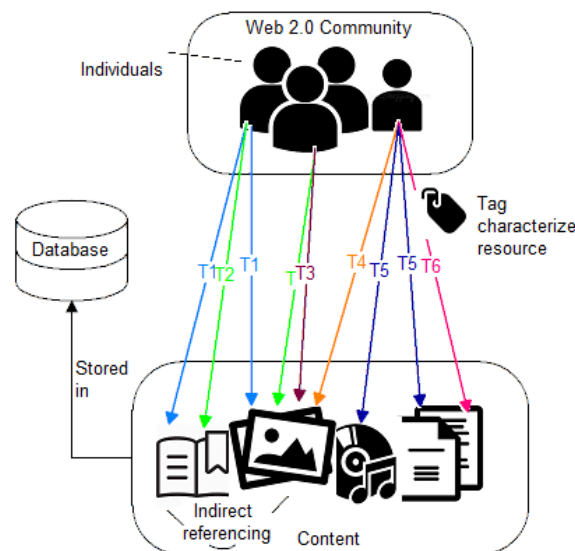 Web 2.0 Community
Individuals
Tag
characterize
resource
Database
T1
T2
T1
T
T3
T4
T5
T5
T6
Stored
in
Indirect
referencing
Content